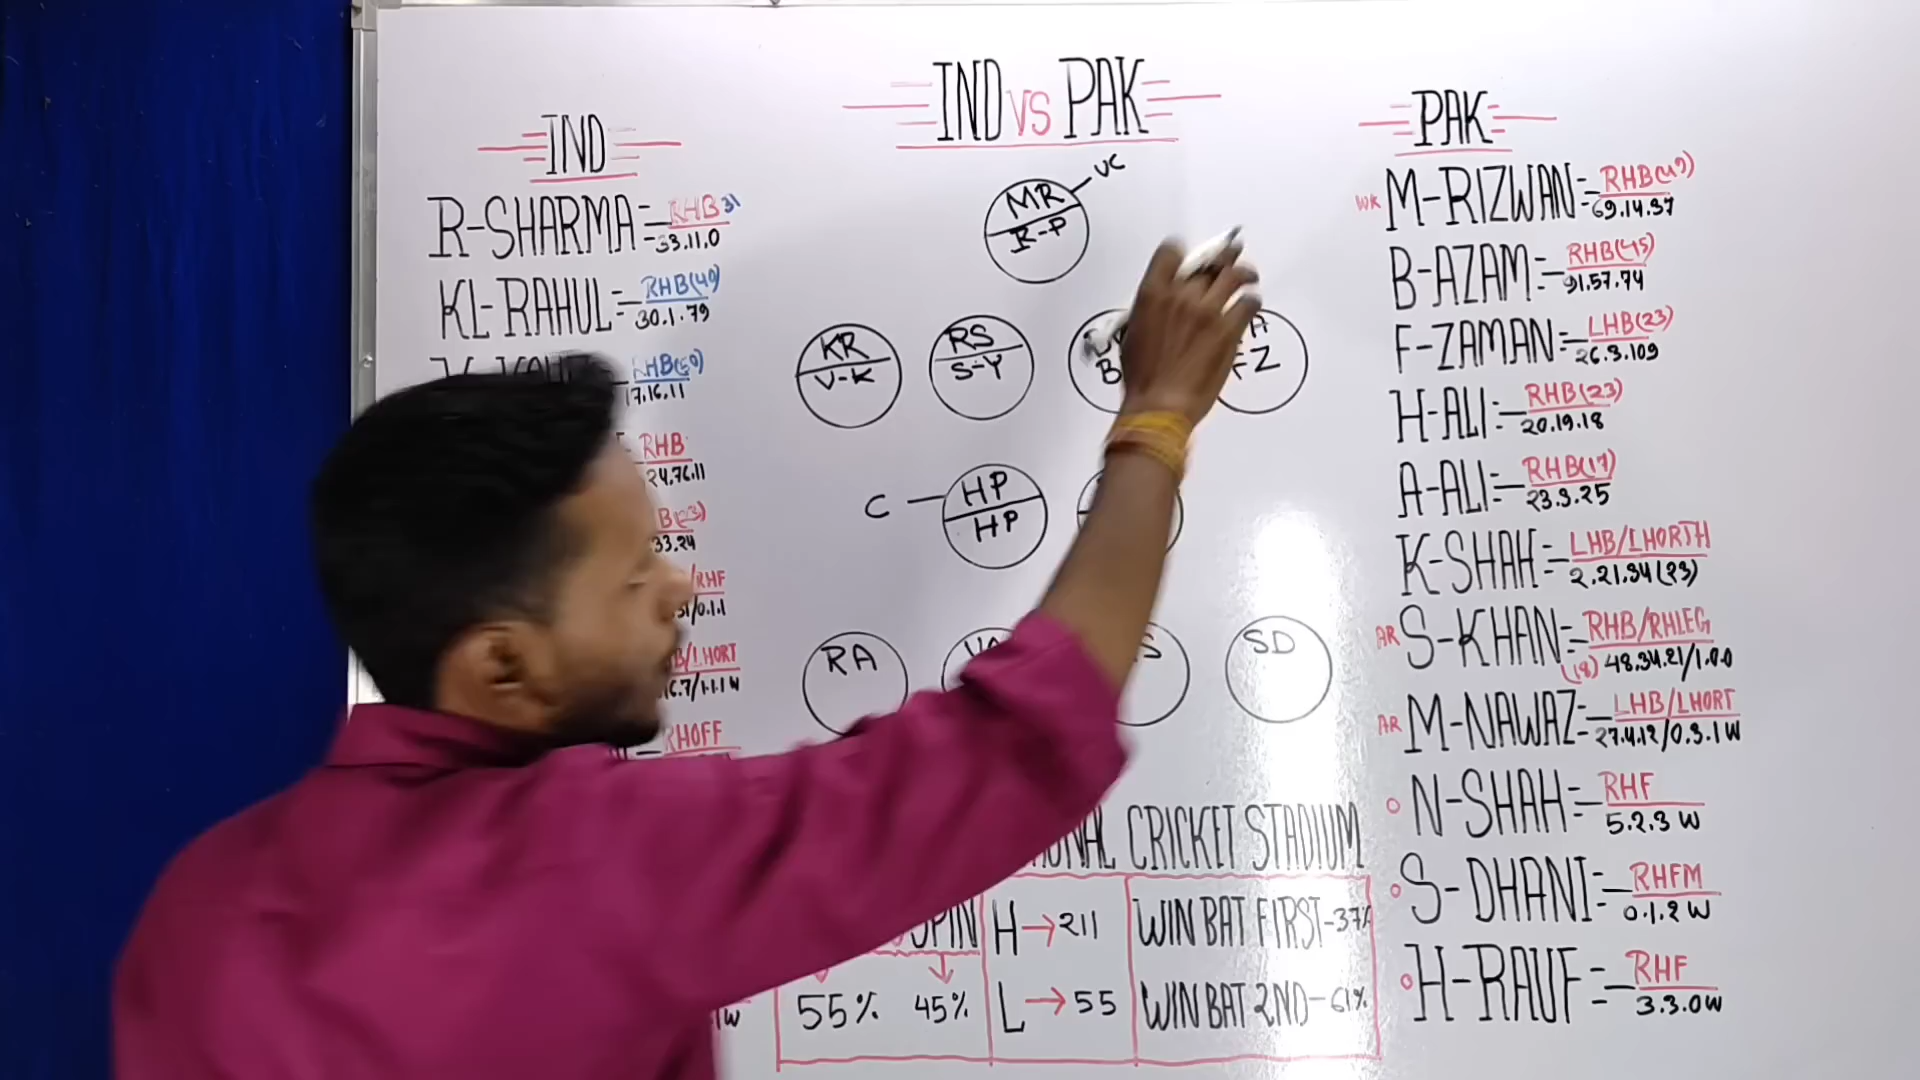 IND VS PAK
IND
R-SHARMA = RHB 31
33.11.0
KL-RAHUL = RHB(49)
30.1.79
RHB(50)
17.16.11
RHB
24.76.11
33.24
/RHF
/0.1.1
B/LHORT
16.7/1.1.1 W
RHOFF
VC
MR
R-P
KR
V-K
RS
S-Y
B
FZ
C
HP
HP
RA
SD
CRICKET STADIUM
SPIN
55% 45%
H → 211
L → 55
WIN BAT FIRST-37%
WIN BAT 2ND-61%
PAK
WK M-RIZWAN = RHB(49)
69.14.37
B-AZAM = RHB(45)
91.57.74
F-ZAMAN = LHB(23)
26.3.109
H-ALI = RHB(23)
20.19.18
A-ALI = RHB(17)
23.3.25
K-SHAH = LHB/LHORTH
2.21.34(23)
AR S-KHAN = RHB/RHLEG
(18) 48.34.21/1.0.0
AR M-NAWAZ = LHB/LHORT
27.4.12/0.3.1 W
N-SHAH = RHF
5.2.3 W
S-DHANI = RHFM
0.1.2 W
H-RAUF = RHF
3.3.0 W